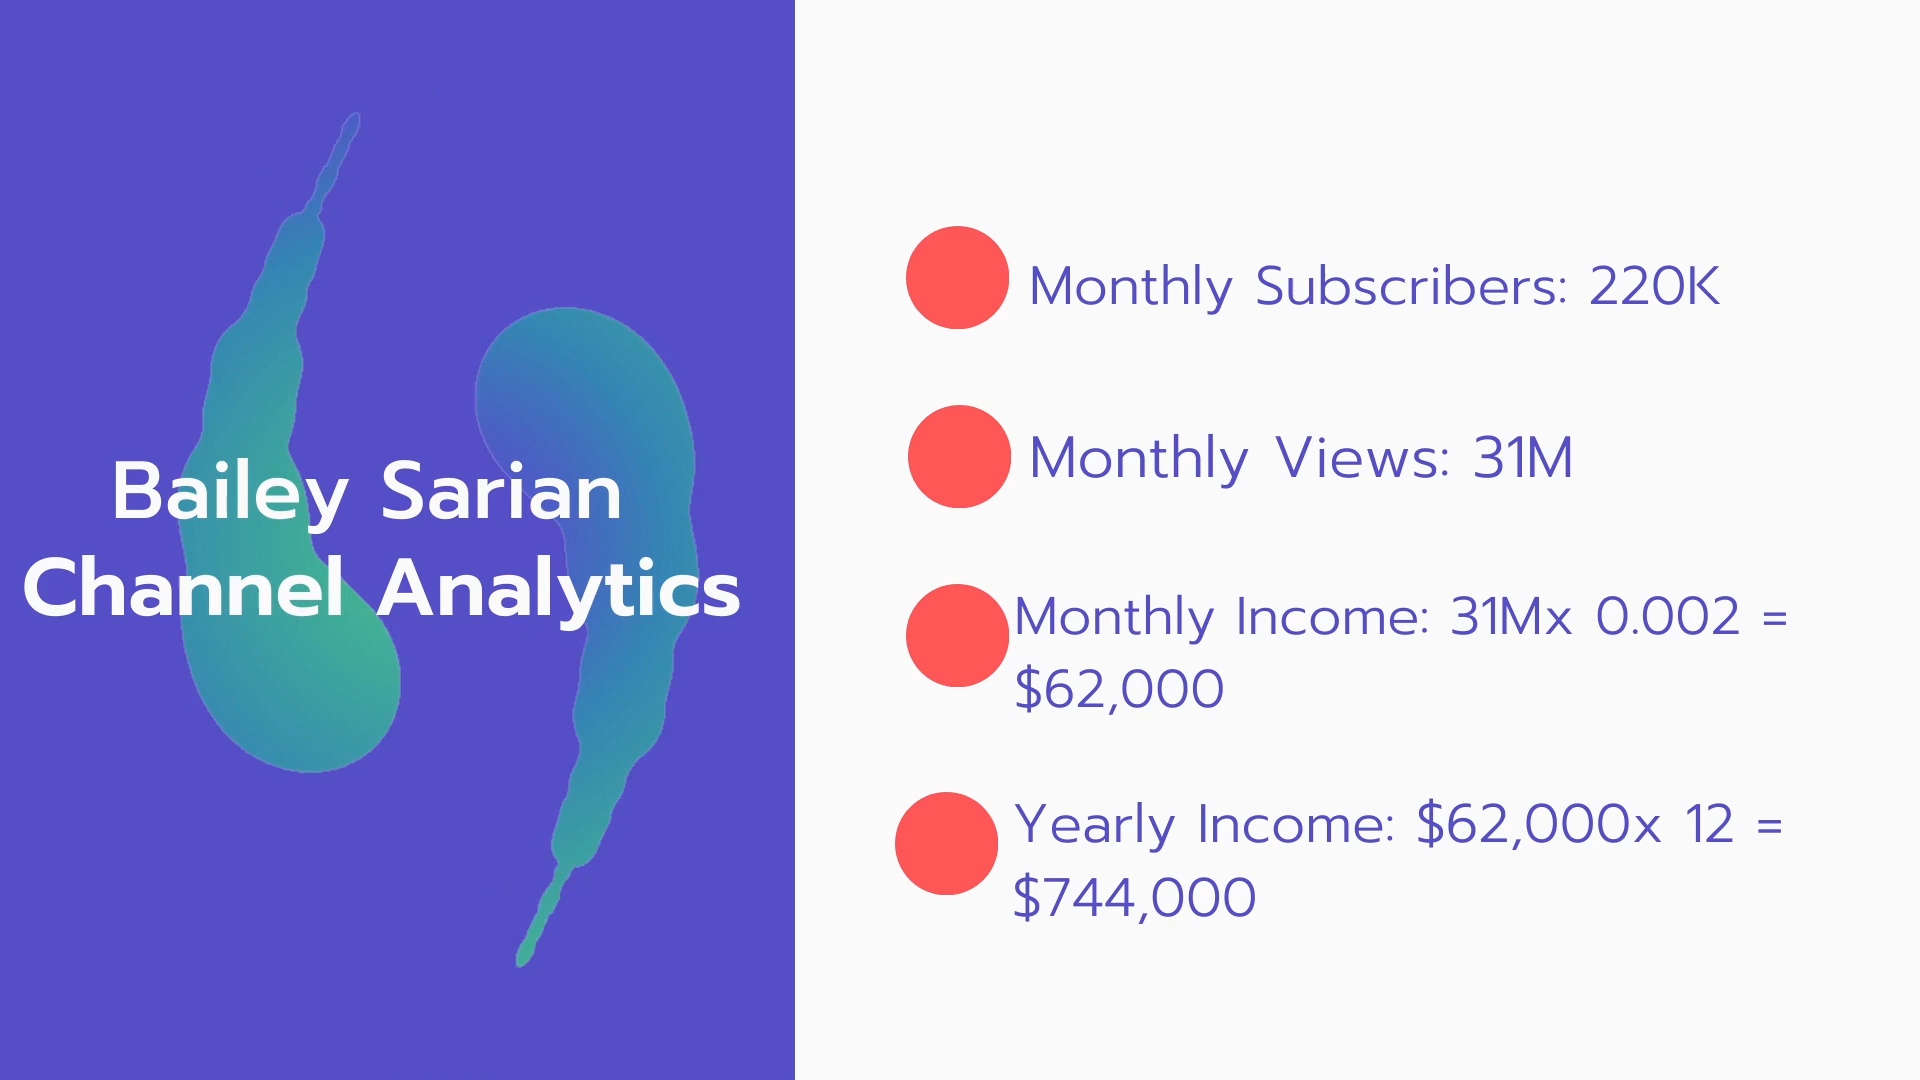 Bailey Sarian
Channel Analytics
Monthly Subscribers: 220K
Monthly Views: 31M
Monthly Income: 31Mx 0.002 =
$62,000
Yearly Income: $62,000x 12 =
$744,000